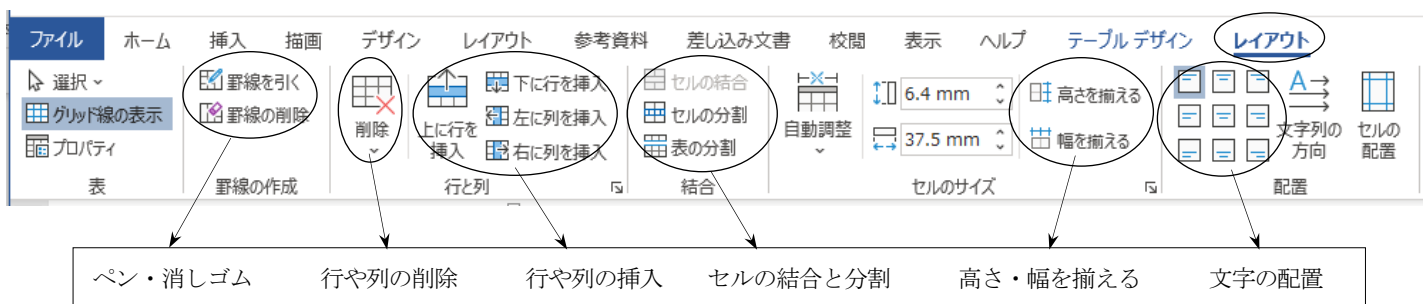 ファイル ホーム 挿入 描画 デザイン レイアウト 参考資料 差し込み文書 校閲 表示 ヘルプ テーブル デザイン レイアウト
選択
グリッド線の表示
プロパティ
表
罫線を引く
罫線の削除
罫線の作成
削除
上に行を
挿入
下に行を挿入
左に列を挿入
右に列を挿入
行と列
セルの結合
セルの分割
表の分割
結合
自動調整
6.4 mm
37.5 mm
高さを揃える
幅を揃える
セルのサイズ
文字列の
方向
セルの
配置
配置
ペン・消しゴム 行や列の削除 行や列の挿入 セルの結合と分割 高さ・幅を揃える 文字の配置